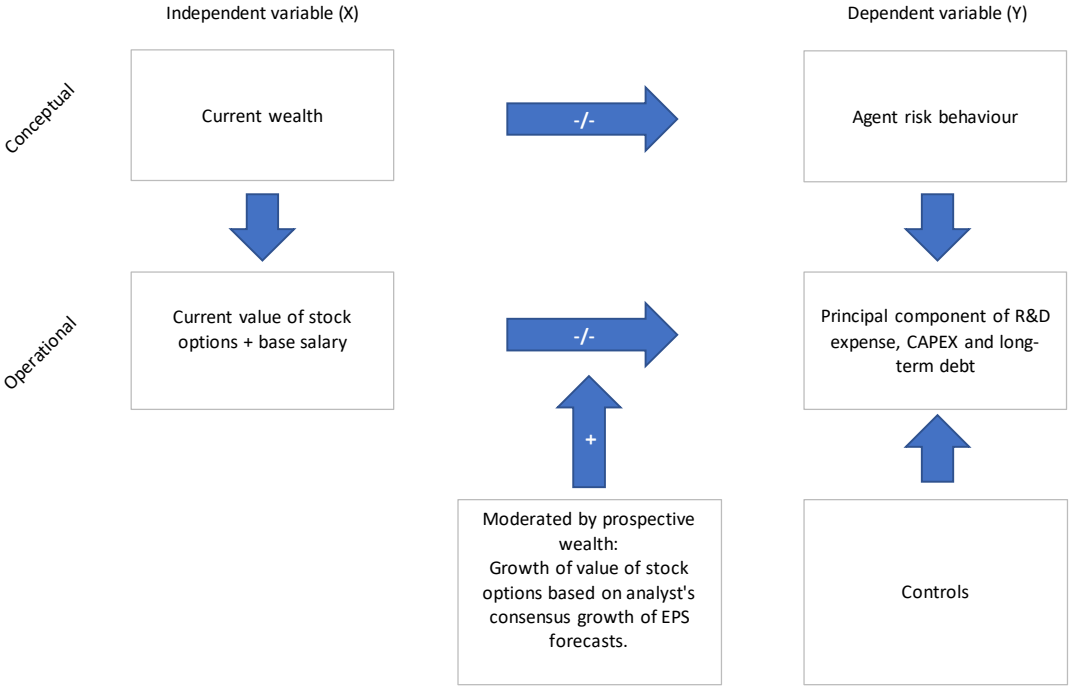 Independent variable (X)
Dependent variable (Y)
Conceptual
Current wealth
-/-
Agent risk behaviour
Operational
Current value of stock
options + base salary
-/-
Principal component of R&D
expense, CAPEX and long-
term debt
+
Moderated by prospective
wealth:
Growth of value of stock
options based on analyst's
consensus growth of EPS
forecasts.
Controls